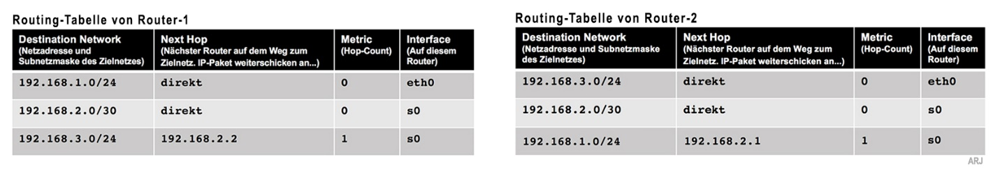 Routing-Tabelle von Router-1
Destination Network Next Hop Metric Interface
(Netzadresse und (Nächster Router auf dem Weg zum (Hop-Count) (Auf diesem
Subnetzmaske des Zielnetzes) Zielnetz. IP-Paket weiterschicken an...) Router)
192.168.1.0/24 direkt 0 eth0
192.168.2.0/30 direkt 0 s0
192.168.3.0/24 192.168.2.2 1 s0
Routing-Tabelle von Router-2
Destination Network Next Hop Metric Interface
(Netzadresse und Subnetzmaske (Nächster Router auf dem Weg zum (Hop-Count) (Auf diesem
des Zielnetzes) Zielnetz. IP-Paket weiterschicken an...) Router)
192.168.3.0/24 direkt 0 eth0
192.168.2.0/30 direkt 0 s0
192.168.1.0/24 192.168.2.1 1 s0
ARJ